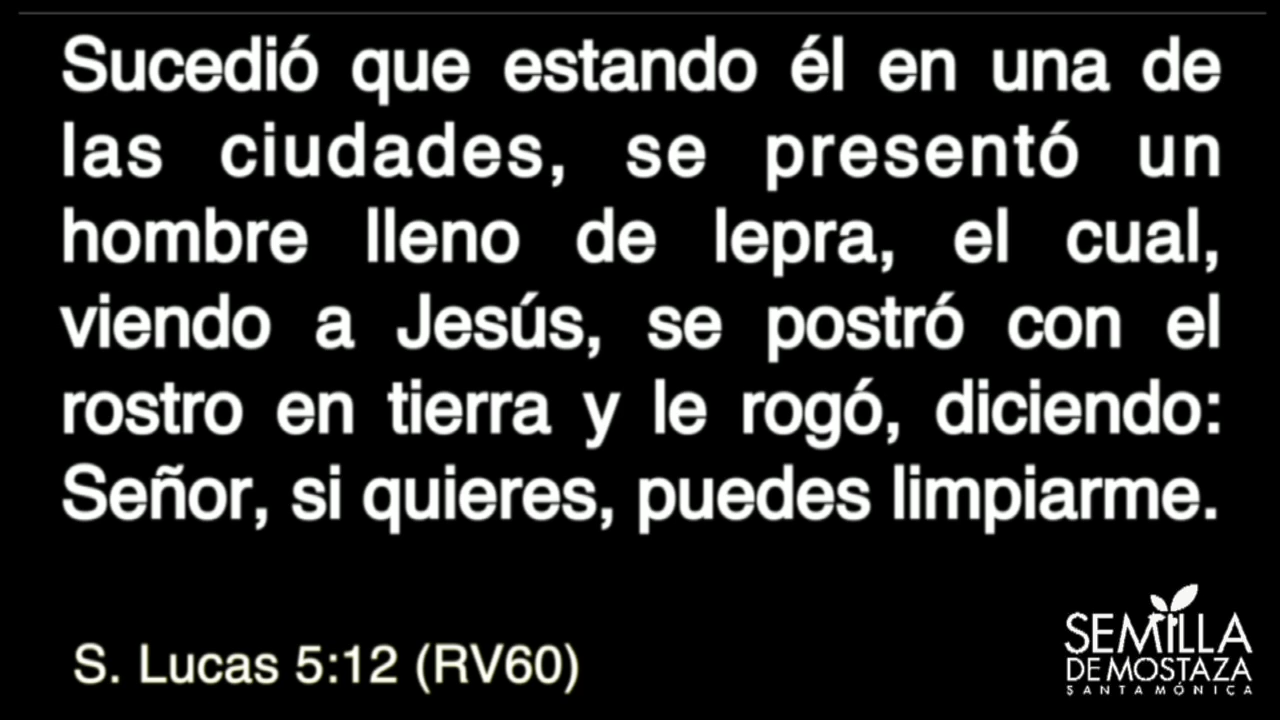 Sucedió que estando él en una de
las ciudades, se presentó un
hombre lleno de lepra, el cual,
viendo a Jesús, se postró con el
rostro en tierra y le rogó, diciendo:
Señor, si quieres, puedes limpiarme.
S. Lucas 5:12 (RV60)
SEMILLA
DE MOSTAZA
SANTA MÓNICA